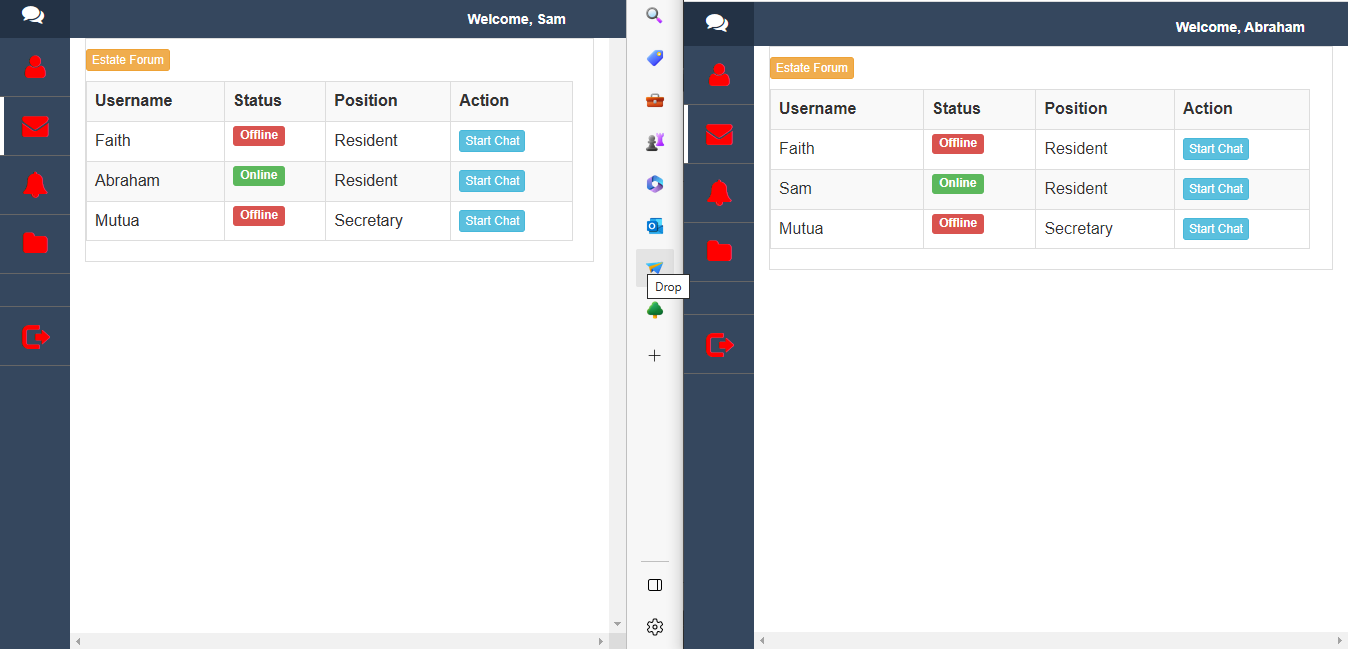 Welcome, Sam
Estate Forum
Username Status Position Action
Faith Offline Resident Start Chat
Abraham Online Resident Start Chat
Mutua Offline Secretary Start Chat
Drop
Welcome, Abraham
Estate Forum
Username Status Position Action
Faith Offline Resident Start Chat
Sam Online Resident Start Chat
Mutua Offline Secretary Start Chat